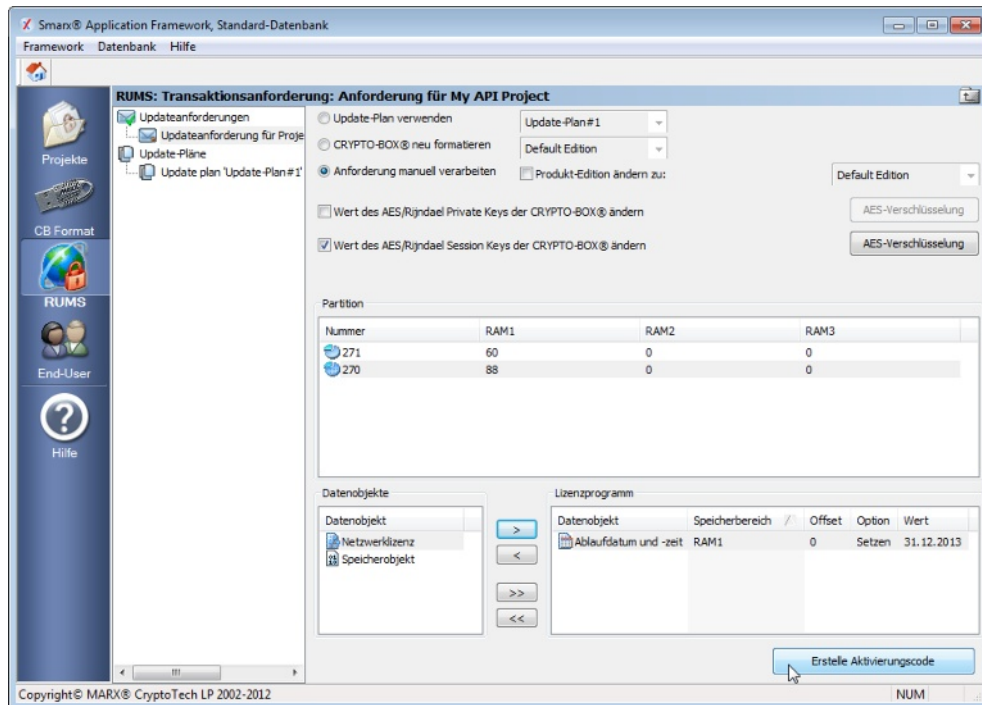 Smarx® Application Framework, Standard-Datenbank
Framework Datenbank Hilfe
RUMS: Transaktionsanforderung: Anforderung für My API Project
Projekte
CB Format
RUMS
End-User
Hilfe
Updateanforderungen
Updateanforderung für Proje
Update-Pläne
Update plan 'Update-Plan#1'
Update-Plan verwenden
Update-Plan#1
CRYPTO-BOX® neu formatieren
Default Edition
Anforderung manuell verarbeiten
Produkt-Edition ändern zu:
Default Edition
Wert des AES/Rijndael Private Keys der CRYPTO-BOX® ändern
AES-Verschlüsselung
Wert des AES/Rijndael Session Keys der CRYPTO-BOX® ändern
AES-Verschlüsselung
Partition
Nummer RAM1 RAM2 RAM3
271 60 0 0
270 88 0 0
Datenobjekte
Datenobjekt
Netzwerklizenz
Speicherobjekt
>
<
>>
<<
Lizenzprogramm
Datenobjekt Speicherbereich Offset Option Wert
Ablaufdatum und -zeit RAM1 0 Setzen 31.12.2013
Erstelle Aktivierungscode
Copyright© MARX® CryptoTech LP 2002-2012
NUM